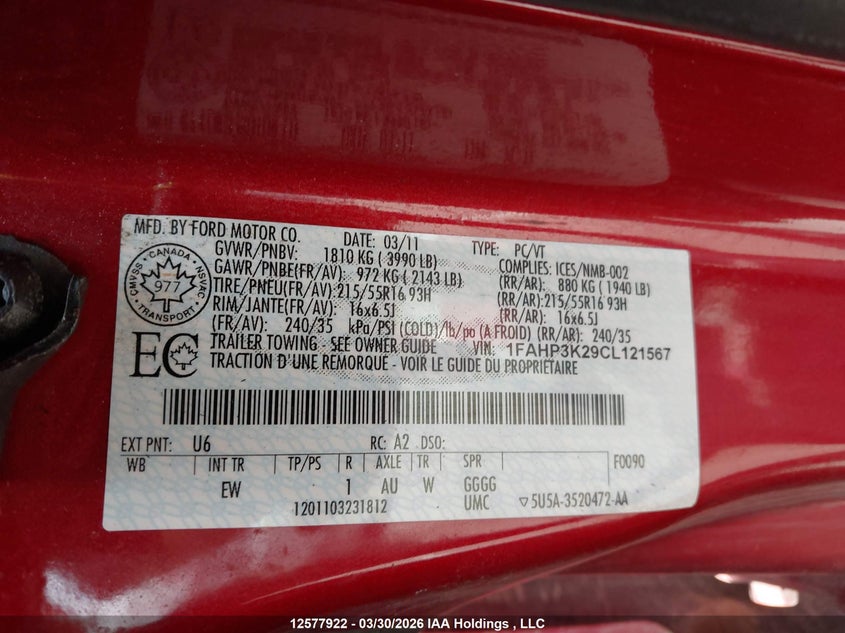 MFD. BY FORD MOTOR CO. DATE: 03/11 TYPE: PC/VT
GVWR/PNBV: 1810 KG ( 3990 LB) COMPLIES: ICES/NMB-002
GAWR/PNBE(FR/AV): 972 KG ( 2143 LB) (RR/AR): 880 KG ( 1940 LB)
TIRE/PNEU(FR/AV): 215/55R16 93H (RR/AR): 215/55R16 93H
RIM/JANTE(FR/AV): 16x6.5J (RR/AR): 16x6.5J
(FR/AV): 240/35 kPa/PSI (COLD)/lb/po (A FROID) (RR/AR): 240/35
TRAILER TOWING - SEE OWNER GUIDE VIN: 1FAHP3K29CL121567
TRACTION D'UNE REMORQUE - VOIR LE GUIDE DU PROPRIÉTAIRE
CANADA
CMVSS NSVAC
977
TRANSPORT
EC
EXT PNT: U6 RC: A2 DSO:
WB INT TR TP/PS R AXLE TR SPR F0090
EW 1 AU W GGGG
1201103231812 UMC ▽5U5A-3520472-AA
12577922 - 03/30/2026 IAA Holdings , LLC